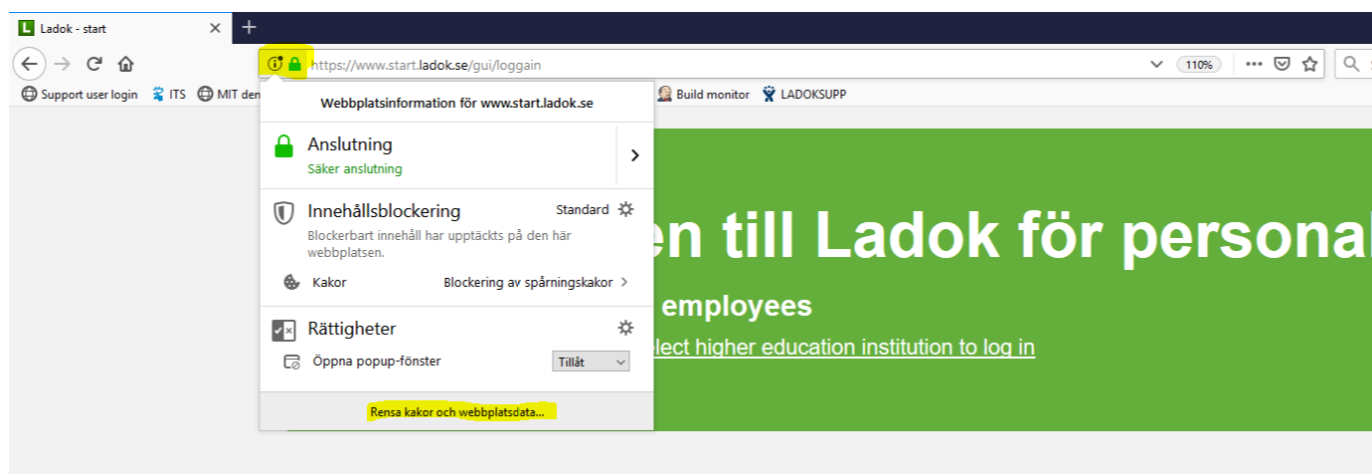 Ladok - start
https://www.start.ladok.se/gui/loggain
110%
Support user login ITS MIT den
Build monitor LADOKSUPP
Webbplatsinformation för www.start.ladok.se
Anslutning
Säker anslutning
Innehållsblockering Standard
Blockerbart innehåll har upptäckts på den här
webbplatsen.
Kakor Blockering av spårningskakor
Rättigheter
Öppna popup-fönster Tillåt
Rensa kakor och webbplatsdata...
en till Ladok för personal
employees
lect higher education institution to log in